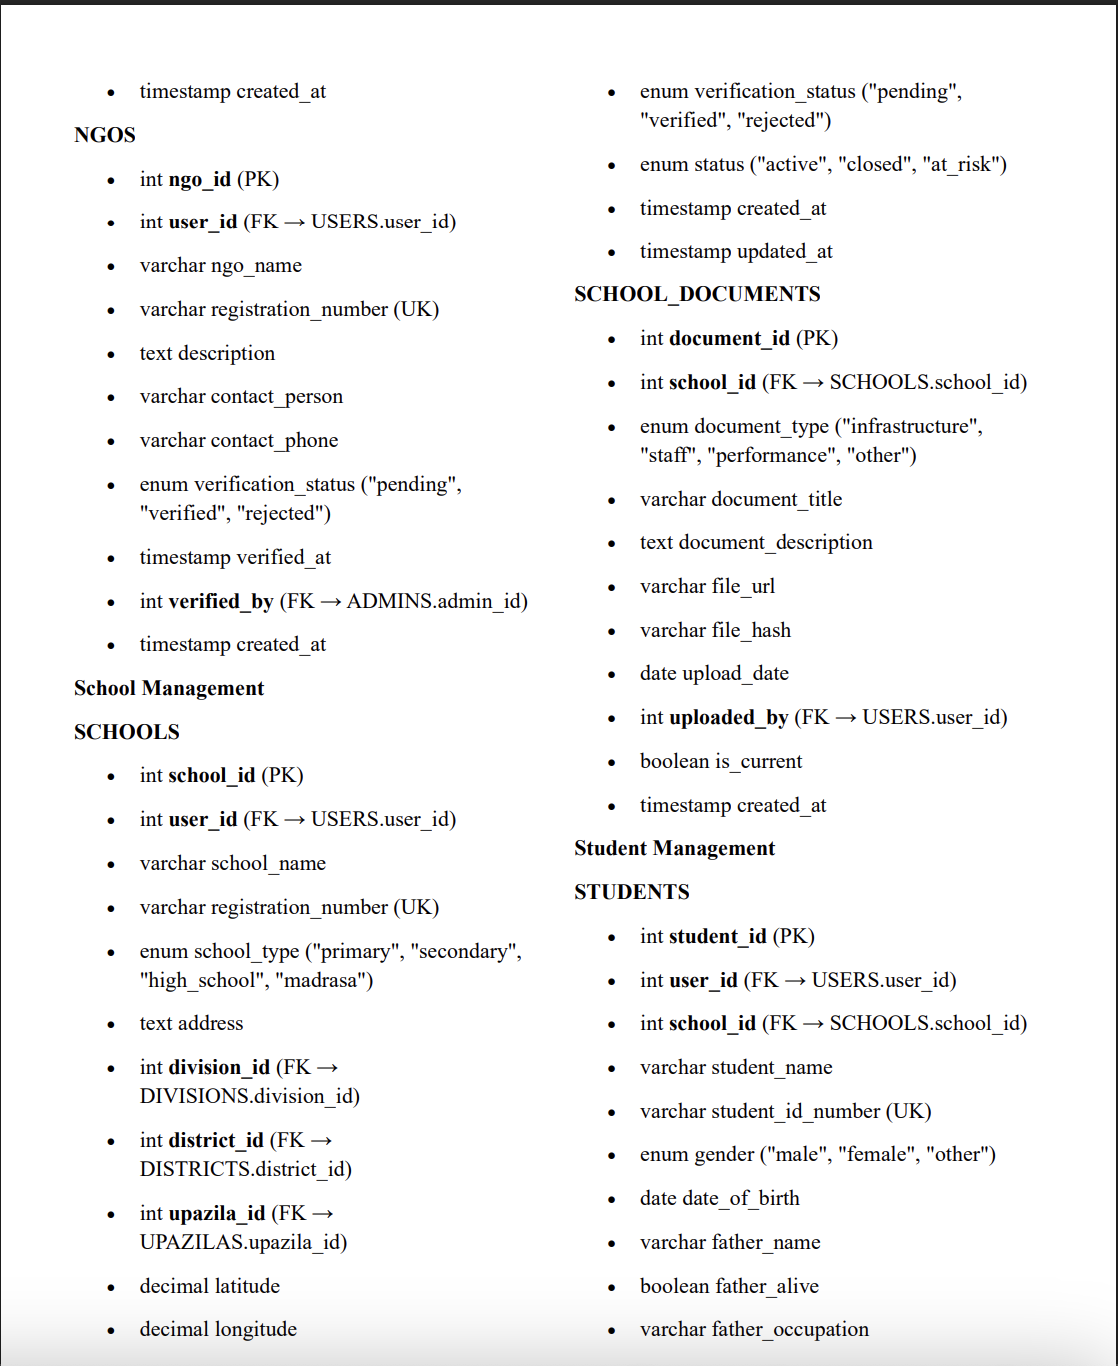 • timestamp created_at
NGOS
• int ngo_id (PK)
• int user_id (FK → USERS.user_id)
• varchar ngo_name
• varchar registration_number (UK)
• text description
• varchar contact_person
• varchar contact_phone
• enum verification_status ("pending",
"verified", "rejected")
• timestamp verified_at
• int verified_by (FK → ADMINS.admin_id)
• timestamp created_at
School Management
SCHOOLS
• int school_id (PK)
• int user_id (FK → USERS.user_id)
• varchar school_name
• varchar registration_number (UK)
• enum school_type ("primary", "secondary",
"high_school", "madrasa")
• text address
• int division_id (FK →
DIVISIONS.division_id)
• int district_id (FK →
DISTRICTS.district_id)
• int upazila_id (FK →
UPAZILAS.upazila_id)
• decimal latitude
• decimal longitude
• enum verification_status ("pending",
"verified", "rejected")
• enum status ("active", "closed", "at_risk")
• timestamp created_at
• timestamp updated_at
SCHOOL_DOCUMENTS
• int document_id (PK)
• int school_id (FK → SCHOOLS.school_id)
• enum document_type ("infrastructure",
"staff", "performance", "other")
• varchar document_title
• text document_description
• varchar file_url
• varchar file_hash
• date upload_date
• int uploaded_by (FK → USERS.user_id)
• boolean is_current
• timestamp created_at
Student Management
STUDENTS
• int student_id (PK)
• int user_id (FK → USERS.user_id)
• int school_id (FK → SCHOOLS.school_id)
• varchar student_name
• varchar student_id_number (UK)
• enum gender ("male", "female", "other")
• date date_of_birth
• varchar father_name
• boolean father_alive
• varchar father_occupation